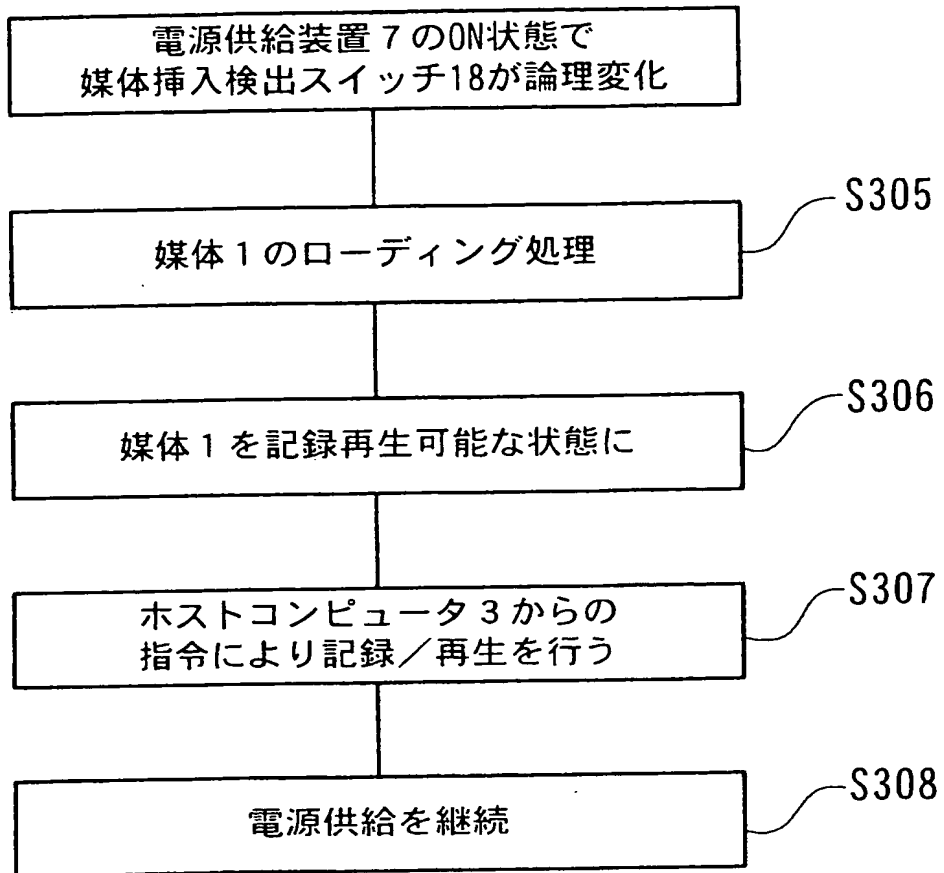 電源供給装置７のON状態で
媒体挿入検出スイッチ18が論理変化
S305
媒体１のローディング処理
S306
媒体１を記録再生可能な状態に
S307
ホストコンピュータ３からの
指令により記録／再生を行う
S308
電源供給を継続